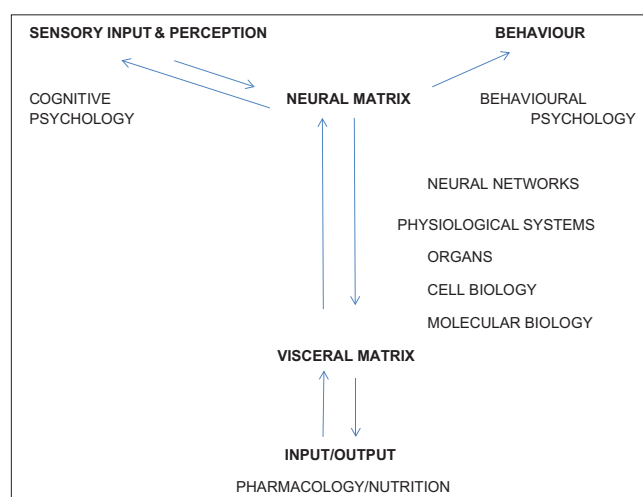 SENSORY INPUT & PERCEPTION
BEHAVIOUR
COGNITIVE
PSYCHOLOGY
NEURAL MATRIX
BEHAVIOURAL
PSYCHOLOGY
NEURAL NETWORKS
PHYSIOLOGICAL SYSTEMS
ORGANS
CELL BIOLOGY
MOLECULAR BIOLOGY
VISCERAL MATRIX
INPUT/OUTPUT
PHARMACOLOGY/NUTRITION